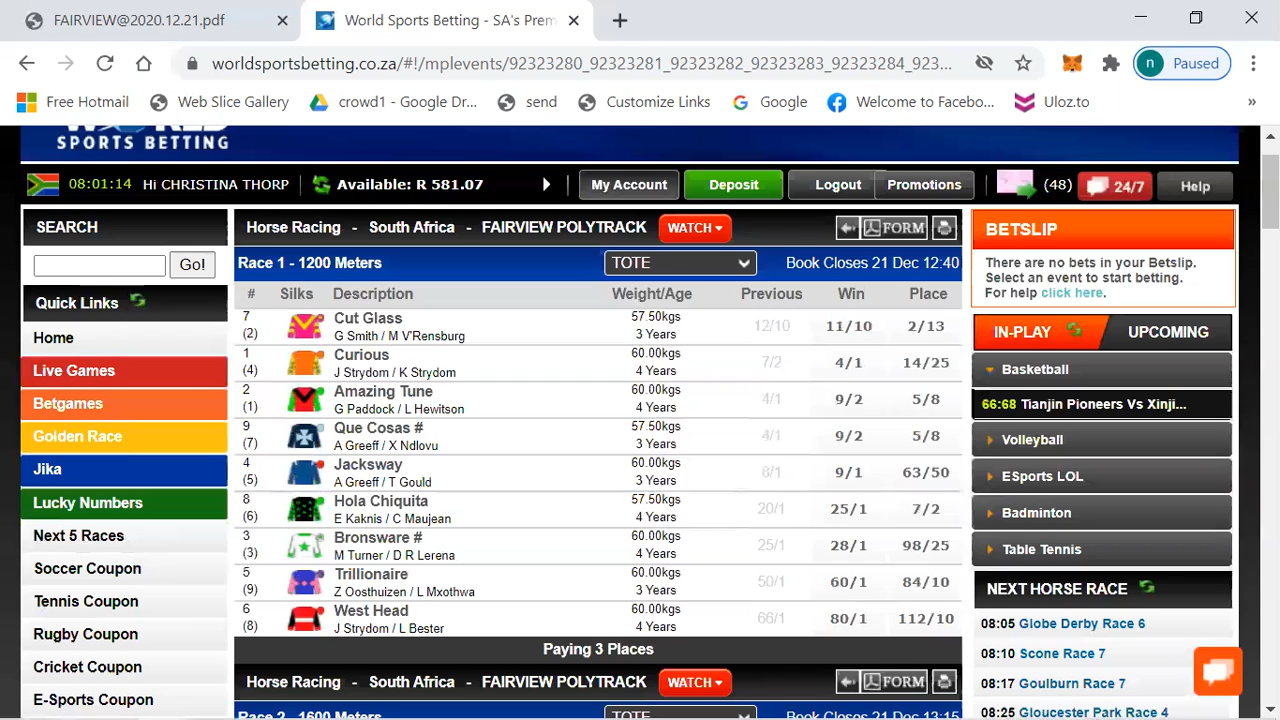 FAIRVIEW@2020.12.21.pdf
World Sports Betting - SA's Prem
worldsportsbetting.co.za/#!/mplevents/92323280_92323281_92323282_92323283_92323284_923...
n Paused
Free Hotmail Web Slice Gallery crowd1 - Google Dr... send Customize Links Google Welcome to Facebo... Uloz.to »
SPORTS BETTING
08:01:14 Hi CHRISTINA THORP Available: R 581.07 My Account Deposit Logout Promotions (48) 24/7 Help
SEARCH
Go!
Quick Links
Home
Live Games
Betgames
Golden Race
Jika
Lucky Numbers
Next 5 Races
Soccer Coupon
Tennis Coupon
Rugby Coupon
Cricket Coupon
E-Sports Coupon
Horse Racing - South Africa - FAIRVIEW POLYTRACK WATCH FORM
Race 1 - 1200 Meters TOTE Book Closes 21 Dec 12:40
# Silks Description Weight/Age Previous Win Place
7 Cut Glass 57.50kgs 12/10 11/10 2/13
(2) G Smith / M V'Rensburg 3 Years
1 Curious 60.00kgs 7/2 4/1 14/25
(4) J Strydom / K Strydom 4 Years
2 Amazing Tune 60.00kgs 4/1 9/2 5/8
(1) G Paddock / L Hewitson 4 Years
9 Que Cosas # 57.50kgs 4/1 9/2 5/8
(7) A Greeff / X Ndlovu 4 Years
4 Jacksway 60.00kgs 8/1 9/1 63/50
(5) A Greeff / T Gould 3 Years
8 Hola Chiquita 57.50kgs 20/1 25/1 7/2
(6) E Kaknis / C Maujean 4 Years
3 Bronsware # 60.00kgs 25/1 28/1 98/25
(3) M Turner / D R Lerena 4 Years
5 Trillionaire 60.00kgs 50/1 60/1 84/10
(9) Z Oosthuizen / L Mxothwa 3 Years
6 West Head 60.00kgs 66/1 80/1 112/10
(8) J Strydom / L Bester 4 Years
Paying 3 Places
Horse Racing - South Africa - FAIRVIEW POLYTRACK WATCH FORM
Race 2 - 1600 Meters TOTE Book Closes 21 Dec 13:15
BETSLIP
There are no bets in your Betslip.
Select an event to start betting.
For help click here.
IN-PLAY UPCOMING
Basketball
66:68 Tianjin Pioneers Vs Xinji...
Volleyball
ESports LOL
Badminton
Table Tennis
NEXT HORSE RACE
08:05 Globe Derby Race 6
08:10 Scone Race 7
08:17 Goulburn Race 7
08:25 Gloucester Park Race 4